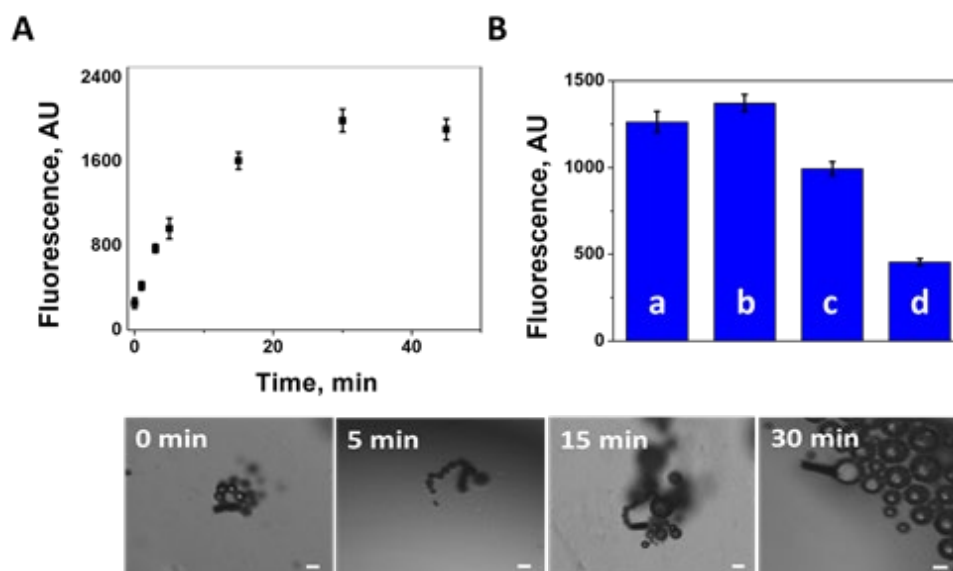 A
Fluorescence, AU
2400
1600
800
0
0
20
40
Time, min
B
Fluorescence, AU
1500
1000
500
0
a
b
c
d
0 min
5 min
15 min
30 min